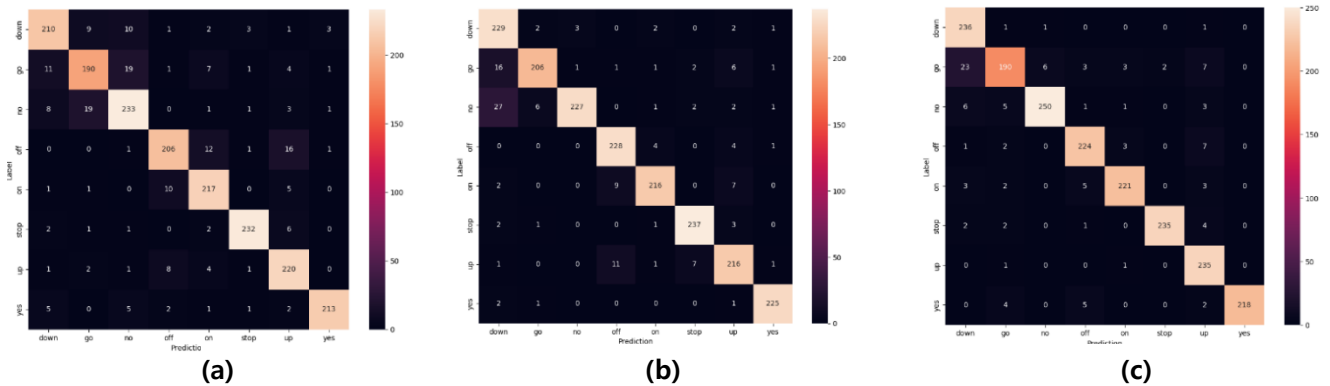 down 210 9 10 1 2 3 1 3
go 11 190 19 1 7 1 4 1
no 8 19 233 0 1 1 3 1
off 0 0 1 206 12 1 16 1
on 1 1 0 10 217 0 5 0
stop 2 1 1 0 2 232 6 0
up 1 2 1 8 4 1 220 0
yes 5 0 5 2 1 1 2 213
down go no off on stop up yes
Label
Predictio
200
150
100
50
0
(a)
down 229 2 3 0 2 0 2 1
go 16 206 1 1 1 2 6 0
no 27 6 227 0 1 2 2 1
off 0 0 0 228 4 0 4 1
on 2 0 0 9 216 0 7 0
stop 2 1 0 0 1 237 3 0
up 1 0 0 11 1 7 216 1
yes 2 1 0 0 0 0 1 225
down go no off on stop up yes
Label
Prediction
200
150
100
50
0
(b)
down 236 1 1 0 0 0 1 0
go 23 190 6 3 3 2 7 0
no 6 5 250 1 1 0 3 0
off 1 2 0 224 3 0 7 0
on 3 2 0 5 221 0 3 0
stop 2 2 0 1 0 235 4 0
up 0 1 0 0 1 0 235 0
yes 0 4 0 5 0 0 2 218
down go no off on stop up yes
Label
Prediction
250
200
150
100
50
0
(c)